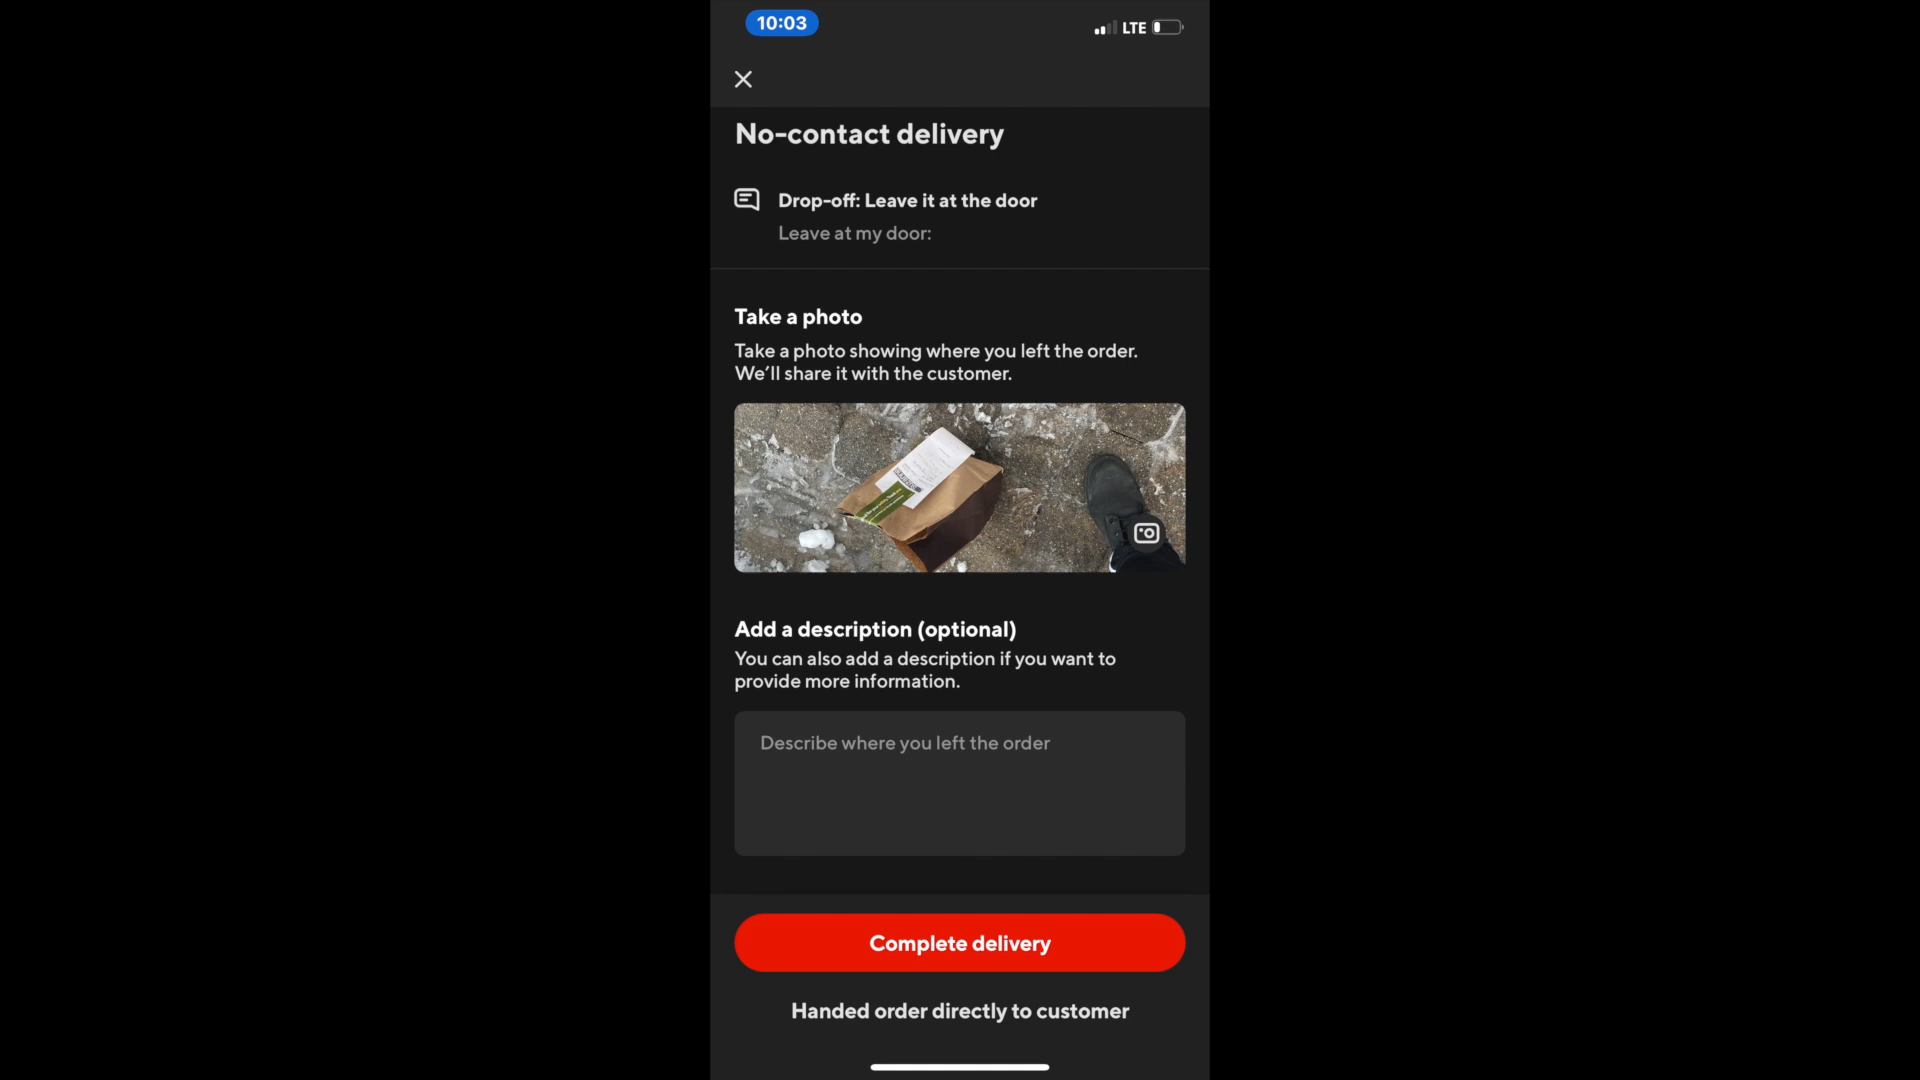 10:03
LTE
No-contact delivery
Drop-off: Leave it at the door
Leave at my door:
Take a photo
Take a photo showing where you left the order.
We'll share it with the customer.
Add a description (optional)
You can also add a description if you want to
provide more information.
Describe where you left the order
Complete delivery
Handed order directly to customer